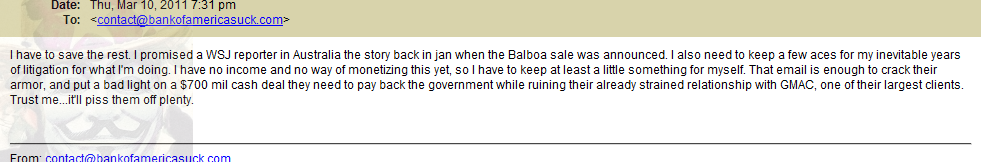 Date: Thu, Mar 10, 2011 7:31 pm
To: <contact@bankofamericasuck.com>
I have to save the rest. I promised a WSJ reporter in Australia the story back in jan when the Balboa sale was announced. I also need to keep a few aces for my inevitable years
of litigation for what I'm doing. I have no income and no way of monetizing this yet, so I have to keep at least a little something for myself. That email is enough to crack their
armor, and put a bad light on a $700 mil cash deal they need to pay back the government while ruining their already strained relationship with GMAC, one of their largest clients.
Trust me...it'll piss them off plenty.
From: contact@bankofamericasuck.com